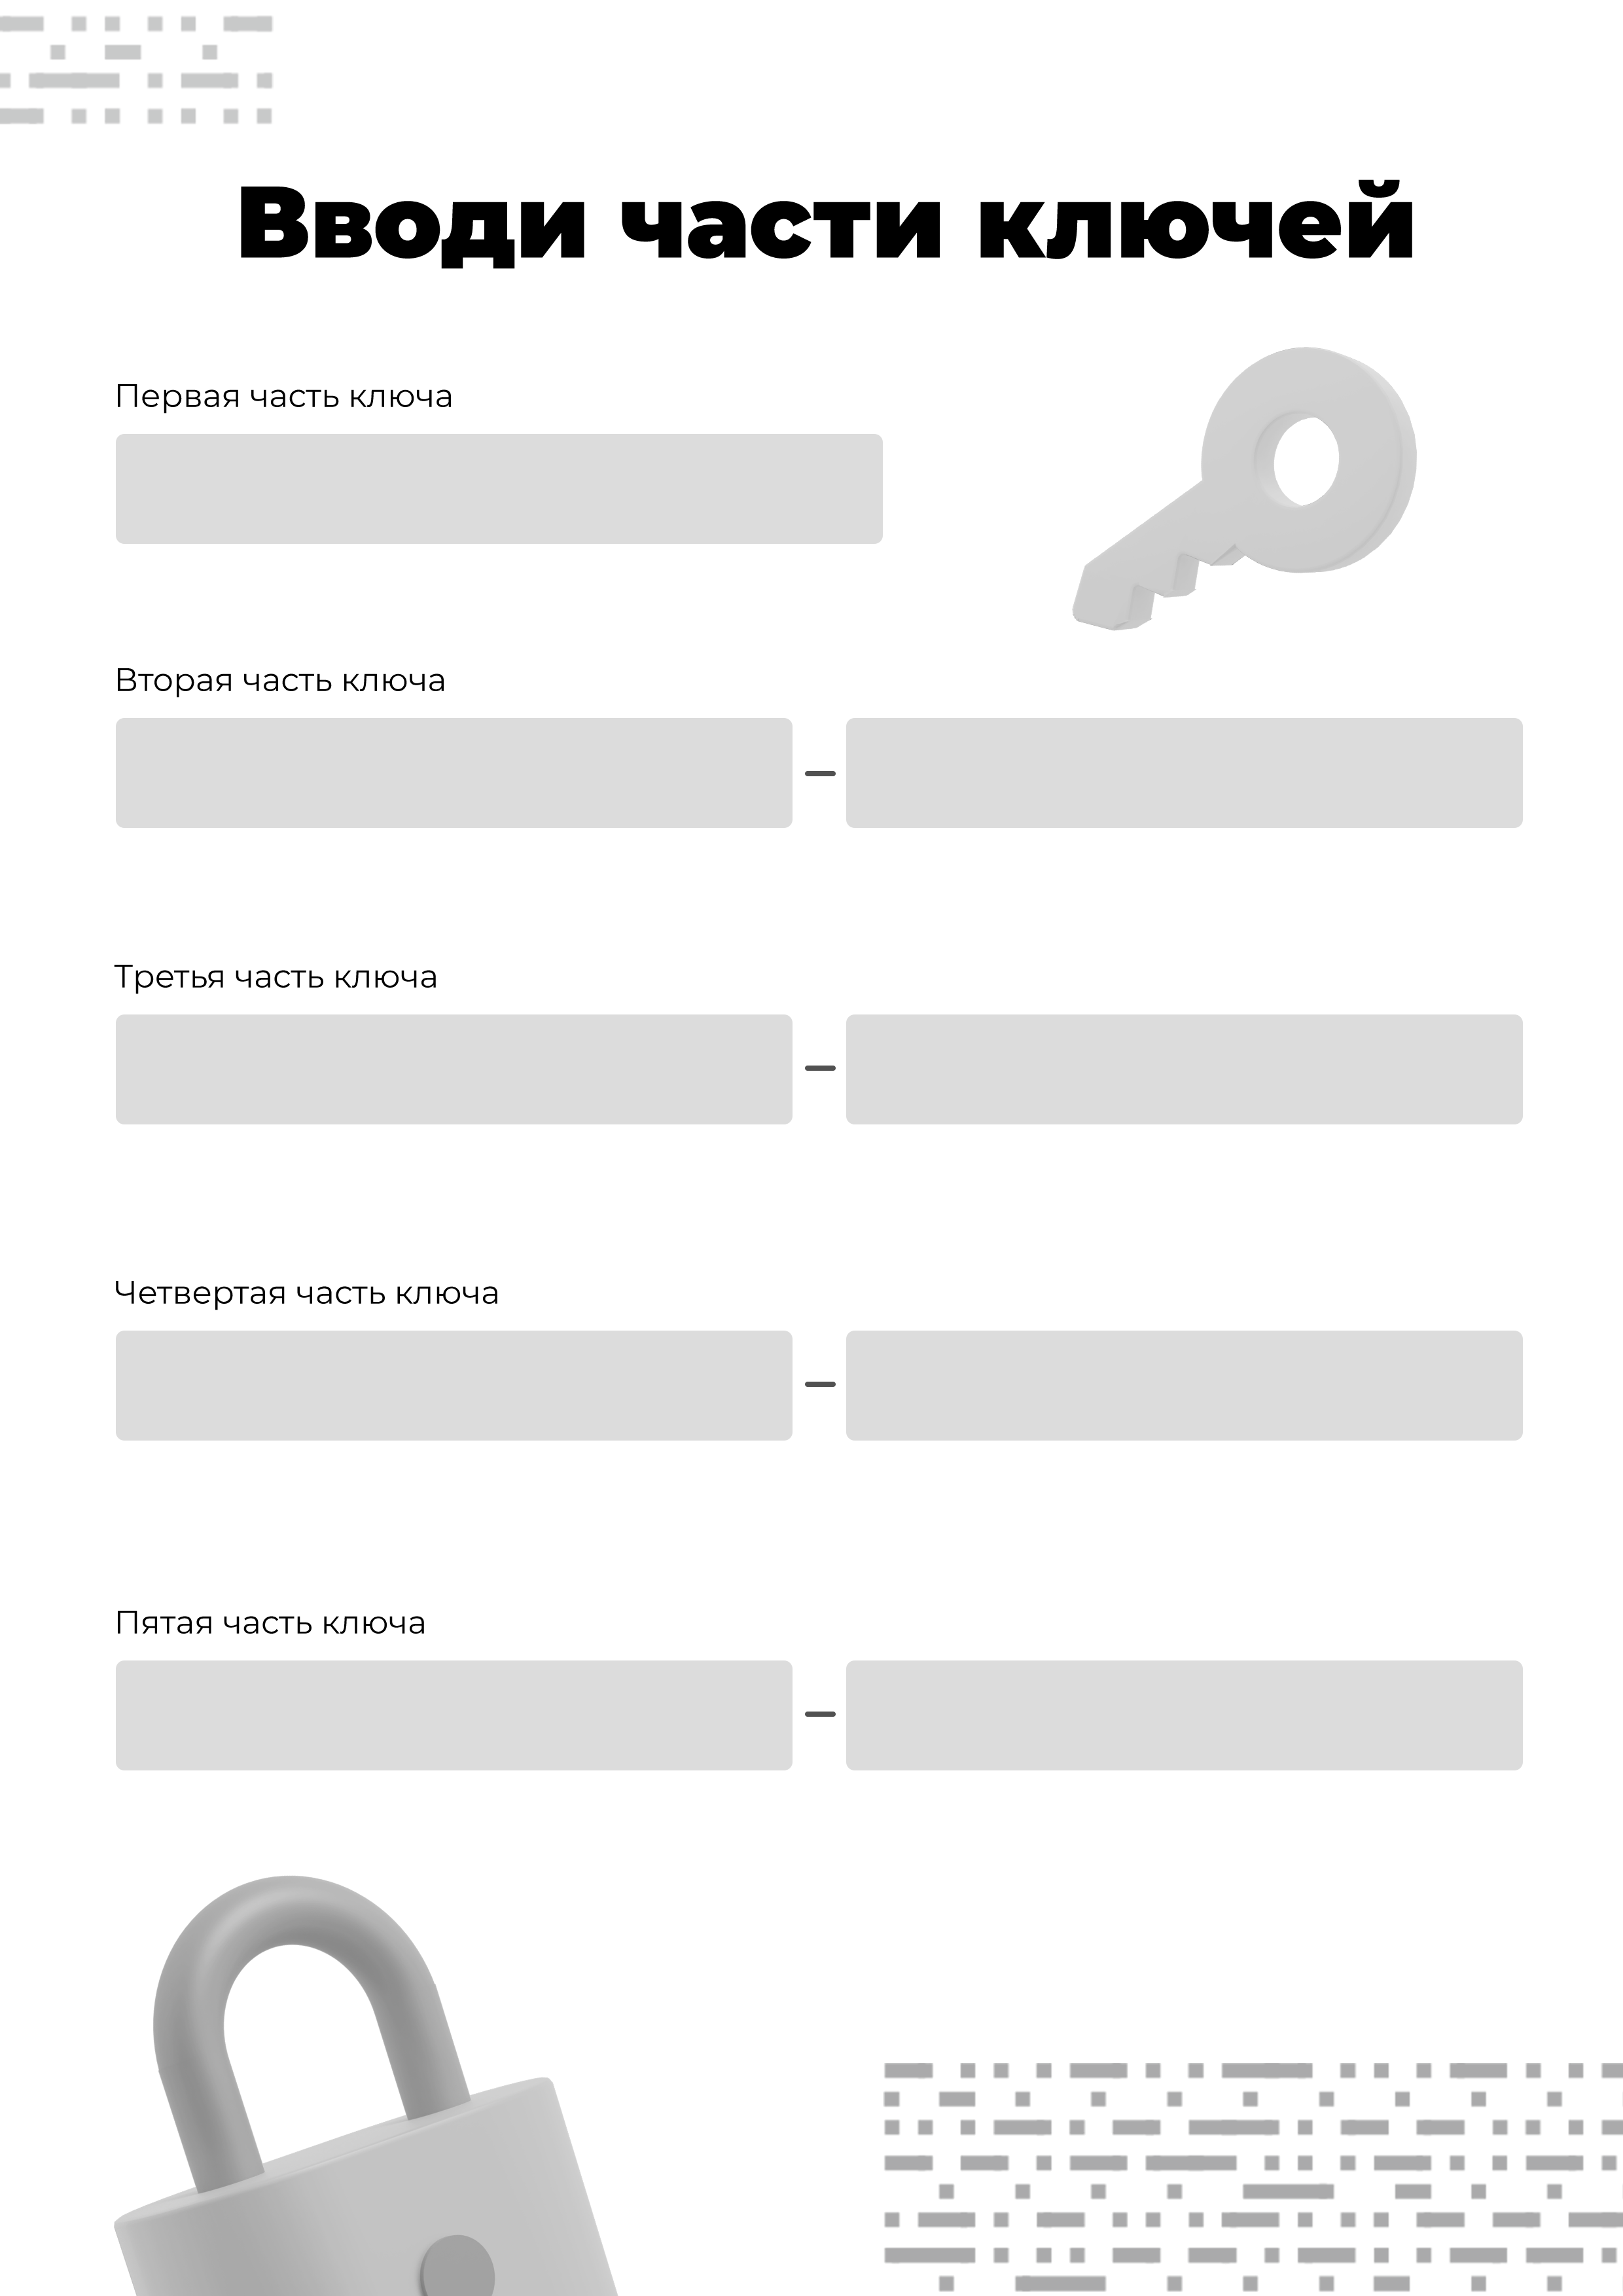 Вводи части ключей
Первая часть ключа
Вторая часть ключа
–
Третья часть ключа
–
Четвертая часть ключа
–
Пятая часть ключа
–